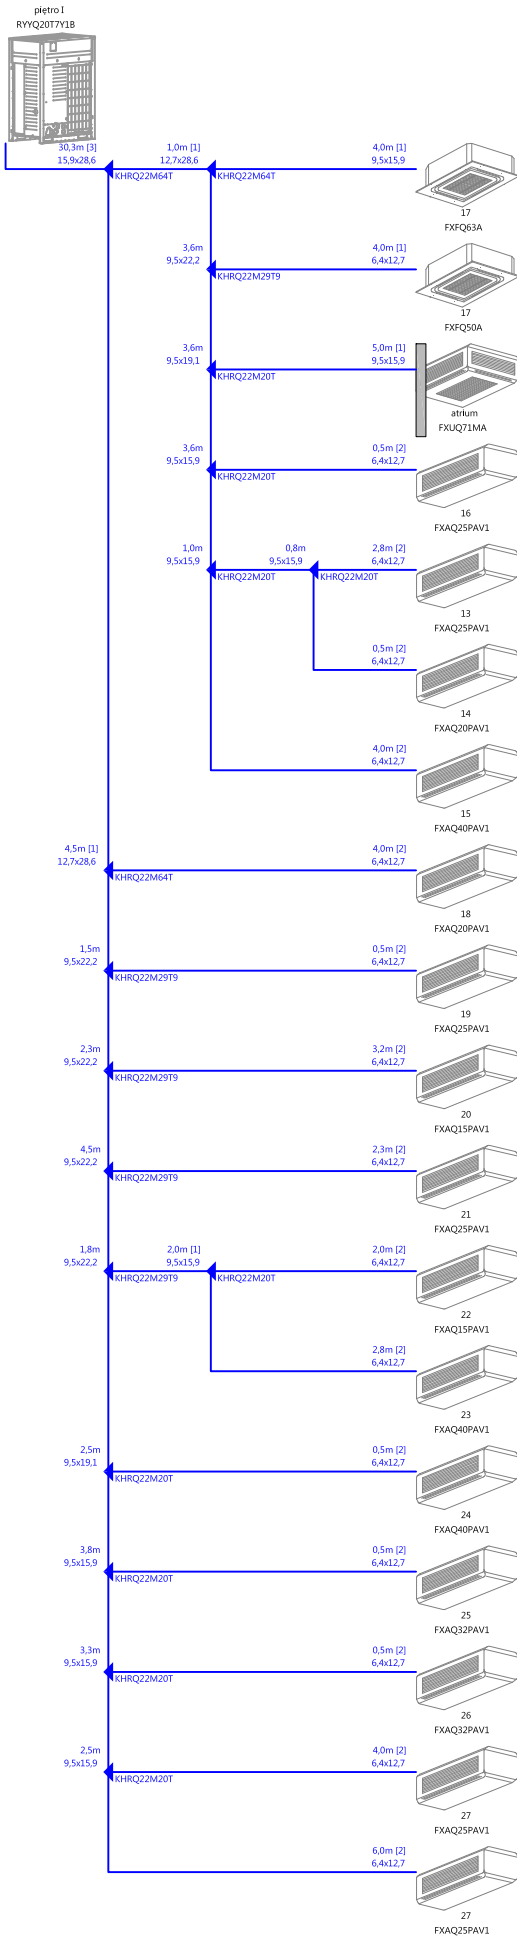 piętro I
RYYQ20T7Y1B
30,3m [3]
15,9x28,6
KHRQ22M64T
1,0m [1]
12,7x28,6
KHRQ22M64T
4,0m [1]
9,5x15,9
17
FXFQ63A
3,6m
9,5x22,2
KHRQ22M29T9
4,0m [1]
6,4x12,7
17
FXFQ50A
3,6m
9,5x19,1
KHRQ22M20T
5,0m [1]
9,5x15,9
atrium
FXUQ71MA
3,6m
9,5x15,9
KHRQ22M20T
0,5m [2]
6,4x12,7
16
FXAQ25PAV1
1,0m
9,5x15,9
KHRQ22M20T
0,8m
9,5x15,9
KHRQ22M20T
2,8m [2]
6,4x12,7
13
FXAQ25PAV1
0,5m [2]
6,4x12,7
14
FXAQ20PAV1
4,0m [2]
6,4x12,7
15
FXAQ40PAV1
4,5m [1]
12,7x28,6
KHRQ22M64T
4,0m [2]
6,4x12,7
18
FXAQ20PAV1
1,5m
9,5x22,2
KHRQ22M29T9
0,5m [2]
6,4x12,7
19
FXAQ25PAV1
2,3m
9,5x22,2
KHRQ22M29T9
3,2m [2]
6,4x12,7
20
FXAQ15PAV1
4,5m
9,5x22,2
KHRQ22M29T9
2,3m [2]
6,4x12,7
21
FXAQ25PAV1
1,8m
9,5x22,2
KHRQ22M29T9
2,0m [1]
9,5x15,9
KHRQ22M20T
2,0m [2]
6,4x12,7
22
FXAQ15PAV1
2,8m [2]
6,4x12,7
23
FXAQ40PAV1
2,5m
9,5x19,1
KHRQ22M20T
0,5m [2]
6,4x12,7
24
FXAQ40PAV1
3,8m
9,5x15,9
KHRQ22M20T
0,5m [2]
6,4x12,7
25
FXAQ32PAV1
3,3m
9,5x15,9
KHRQ22M20T
0,5m [2]
6,4x12,7
26
FXAQ32PAV1
2,5m
9,5x15,9
KHRQ22M20T
4,0m [2]
6,4x12,7
27
FXAQ25PAV1
6,0m [2]
6,4x12,7
27
FXAQ25PAV1